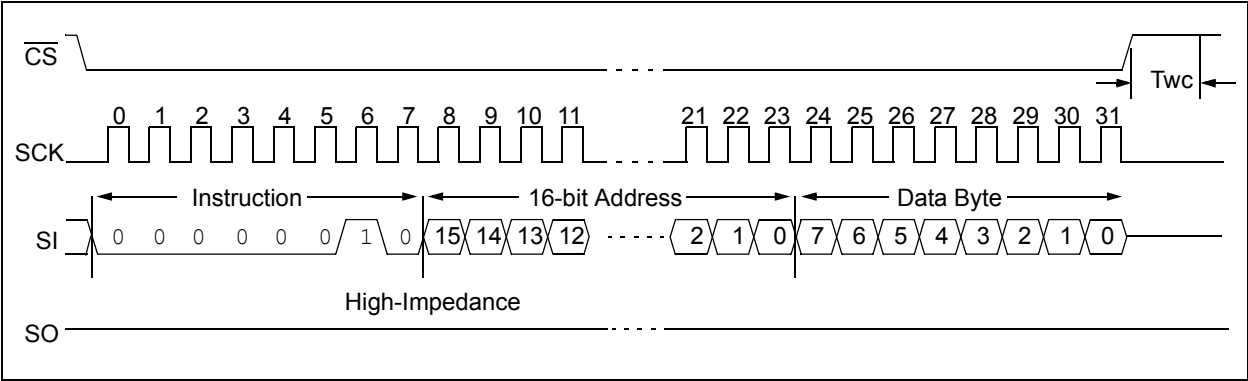 CS
Twc
0 1 2 3 4 5 6 7 8 9 10 11 21 22 23 24 25 26 27 28 29 30 31
SCK
Instruction 16-bit Address Data Byte
SI 0 0 0 0 0 0 1 0 15 14 13 12 2 1 0 7 6 5 4 3 2 1 0
High-Impedance
SO